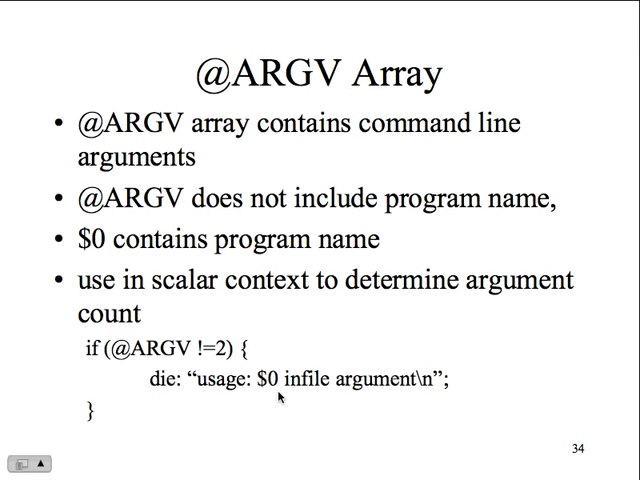 @ARGV Array
• @ARGV array contains command line
arguments
• @ARGV does not include program name,
• $0 contains program name
• use in scalar context to determine argument
count
if (@ARGV !=2) {
die: “usage: $0 infile argument\n”;
}
34